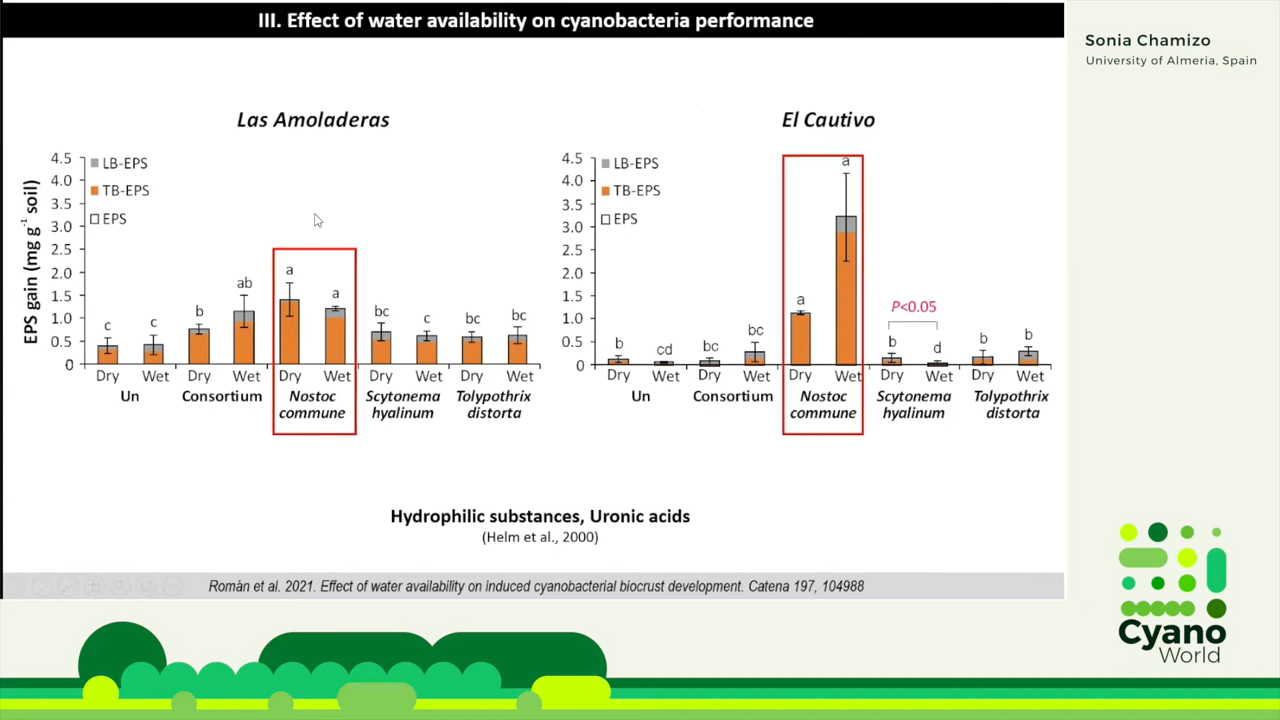 III. Effect of water availability on cyanobacteria performance
Sonia Chamizo
University of Almeria, Spain
Las Amoladeras
EPS gain (mg g⁻¹ soil)
4.5
4.0
3.5
3.0
2.5
2.0
1.5
1.0
0.5
0
LB-EPS
TB-EPS
EPS
c c b ab a a bc c bc bc
Dry Wet Dry Wet Dry Wet Dry Wet Dry Wet
Un Consortium Nostoc commune Scytonema hyalinum Tolypothrix distorta
El Cautivo
4.5
4.0
3.5
3.0
2.5
2.0
1.5
1.0
0.5
0
LB-EPS
TB-EPS
EPS
P<0.05
b cd bc bc a a b d b b
Dry Wet Dry Wet Dry Wet Dry Wet Dry Wet
Un Consortium Nostoc commune Scytonema hyalinum Tolypothrix distorta
Hydrophilic substances, Uronic acids
(Helm et al., 2000)
Román et al. 2021. Effect of water availability on induced cyanobacterial biocrust development. Catena 197, 104988
Cyano
World